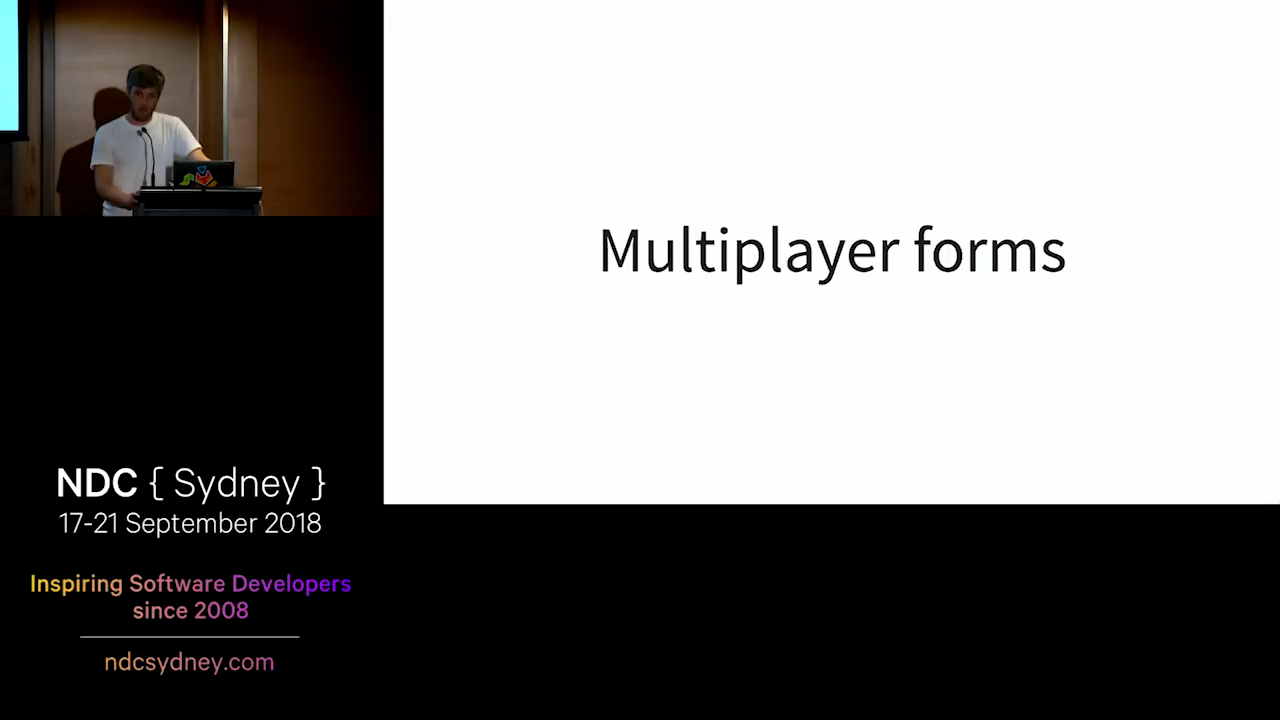 Multiplayer forms
NDC { Sydney }
17-21 September 2018
Inspiring Software Developers
since 2008
ndcsydney.com